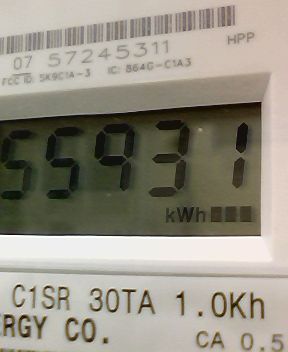 HPP
07 57245311
FCC ID: SK9C1A-3 IC: 864G-C1A3
55931
kWh
C1SR 30TA 1.0Kh
ERGY CO.
CA 0.5